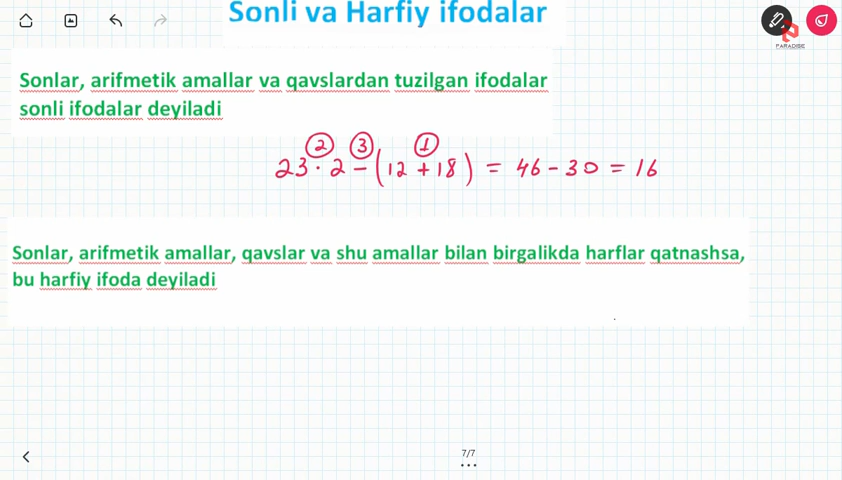 Sonli va Harfiy ifodalar
PARADISE
Sonlar, arifmetik amallar va qavslardan tuzilgan ifodalar
sonli ifodalar deyiladi
2 3 1
23 · 2 − (12 + 18) = 46 − 30 = 16
Sonlar, arifmetik amallar, qavslar va shu amallar bilan birgalikda harflar qatnashsa,
bu harfiy ifoda deyiladi
7/7